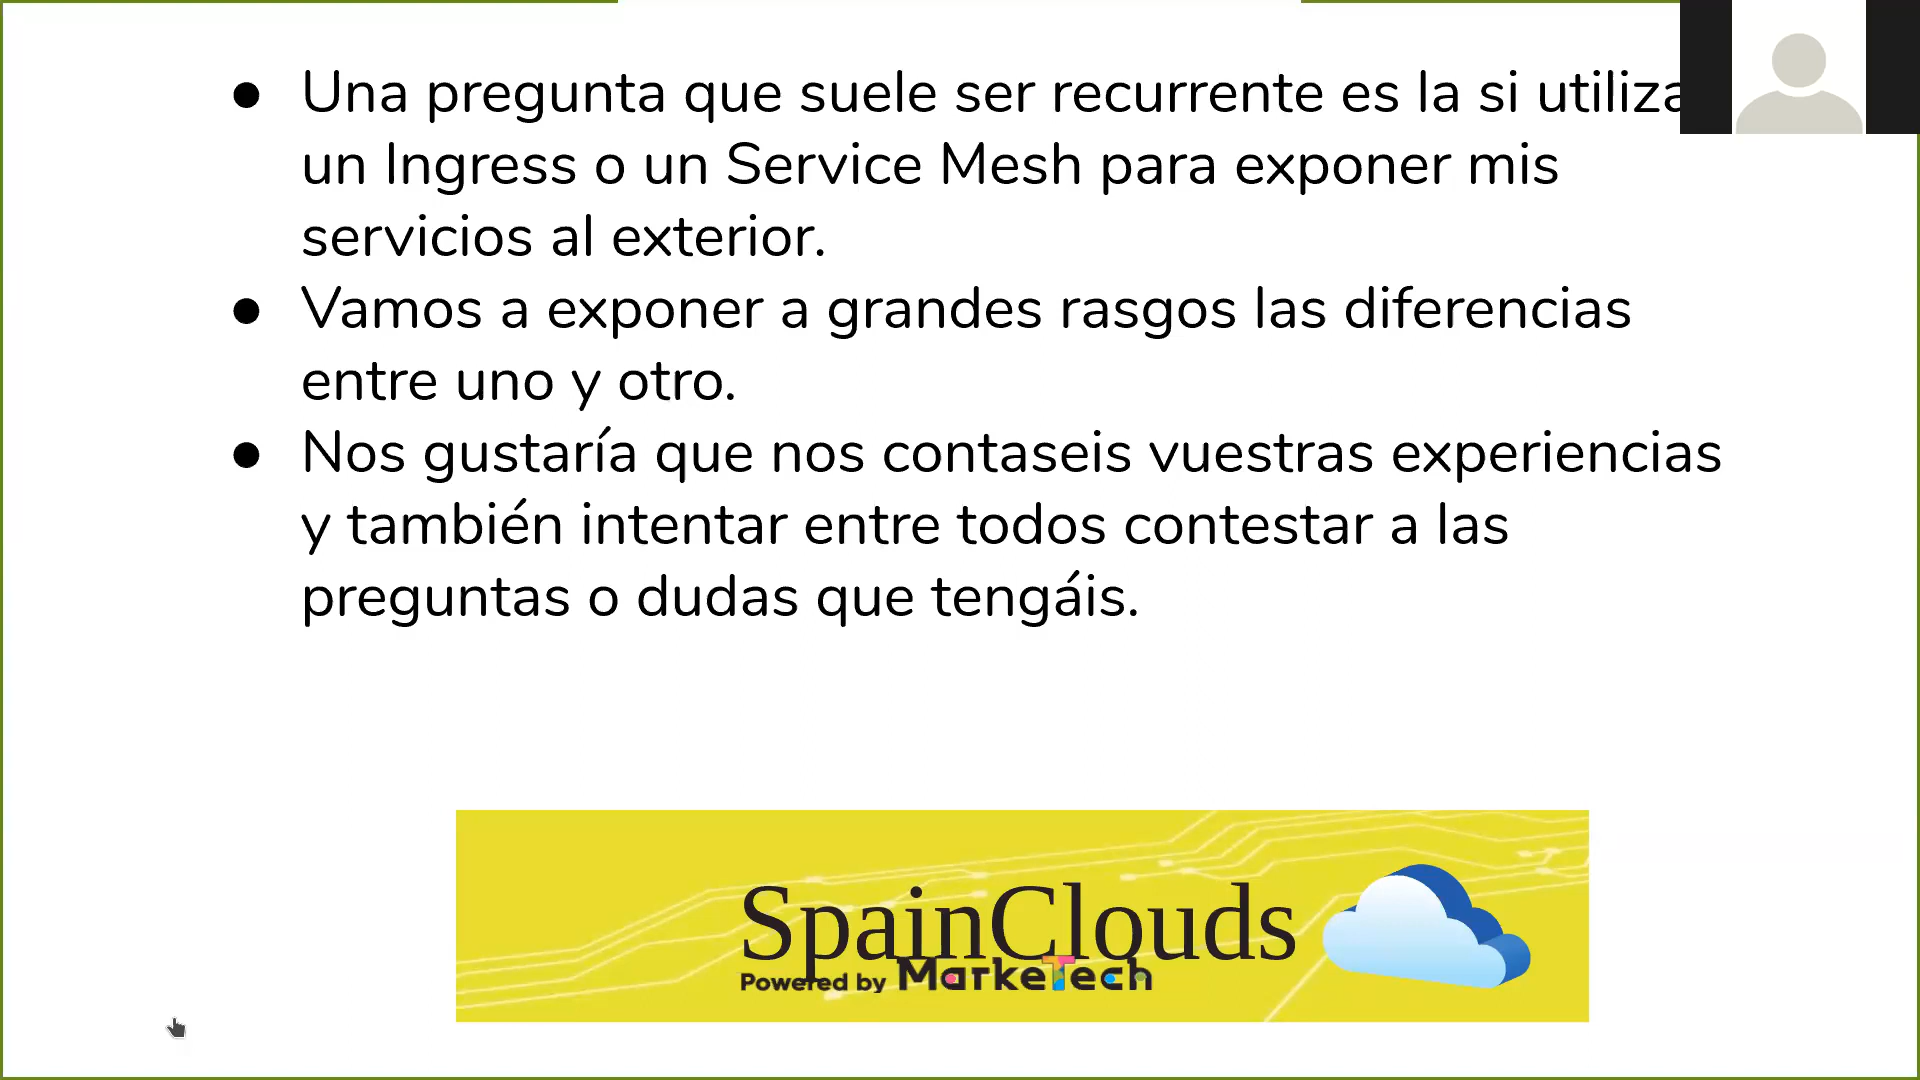 ● Una pregunta que suele ser recurrente es la si utiliza
un Ingress o un Service Mesh para exponer mis
servicios al exterior.
● Vamos a exponer a grandes rasgos las diferencias
entre uno y otro.
● Nos gustaría que nos contaseis vuestras experiencias
y también intentar entre todos contestar a las
preguntas o dudas que tengáis.
SpainClouds
Powered by MarkeTech